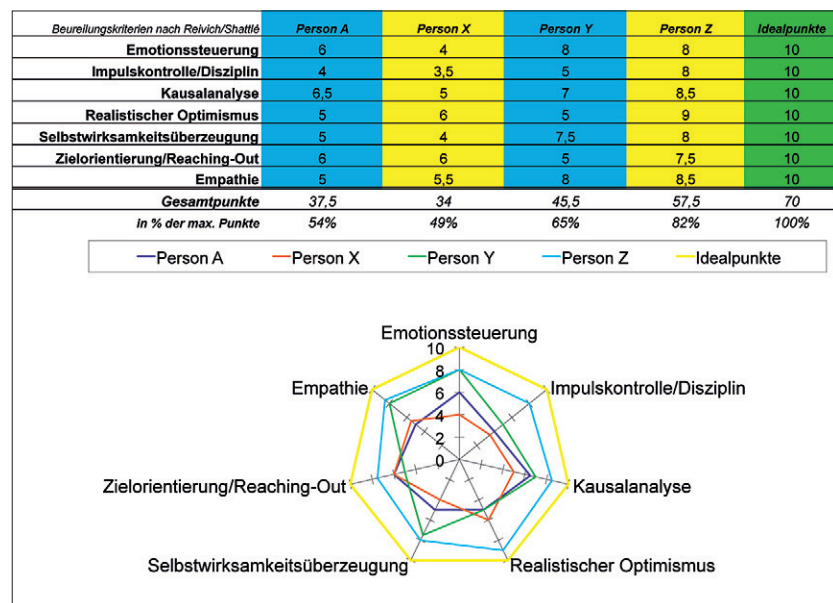 Beureilungskriterien nach Reivich/Shattlé Person A Person X Person Y Person Z Idealpunkte
Emotionssteuerung 6 4 8 8 10
Impulskontrolle/Disziplin 4 3,5 5 8 10
Kausalanalyse 6,5 5 7 8,5 10
Realistischer Optimismus 5 6 5 9 10
Selbstwirksamkeitsüberzeugung 5 4 7,5 8 10
Zielorientierung/Reaching-Out 6 6 5 7,5 10
Empathie 5 5,5 8 8,5 10
Gesamtpunkte 37,5 34 45,5 57,5 70
in % der max. Punkte 54% 49% 65% 82% 100%
Person A Person X Person Y Person Z Idealpunkte
Emotionssteuerung
10
8
6
4
2
0
Impulskontrolle/Disziplin
Kausalanalyse
Realistischer Optimismus
Selbstwirksamkeitsüberzeugung
Zielorientierung/Reaching-Out
Empathie